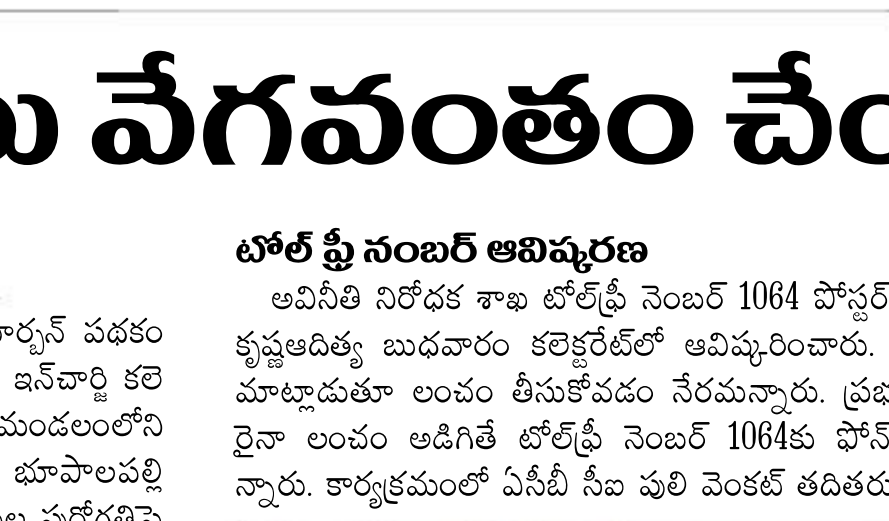 వేగవంతం
టోల్ ఫ్రీ నంబర్ ఆవిష్కరణ
అవినీతి నిరోధక శాఖ టోల్‌ఫ్రీ నెంబర్ 1064 పోస్టర్
కృష్ణఆదిత్య బుధవారం కలెక్టరేట్‌లో ఆవిష్కరించారు.
మాట్లాడుతూ లంచం తీసుకోవడం నేరమన్నారు.
రైనా లంచం అడిగితే టోల్‌ఫ్రీ నెంబర్ 1064కు ఫోన్
న్నారు. కార్యక్రమంలో ఏసీబీ సీఐ పులి వెంకట్ తదితరు
పథకం
ఇన్‌చార్జి కలె
మండలంలోని
భూపాలపల్లి